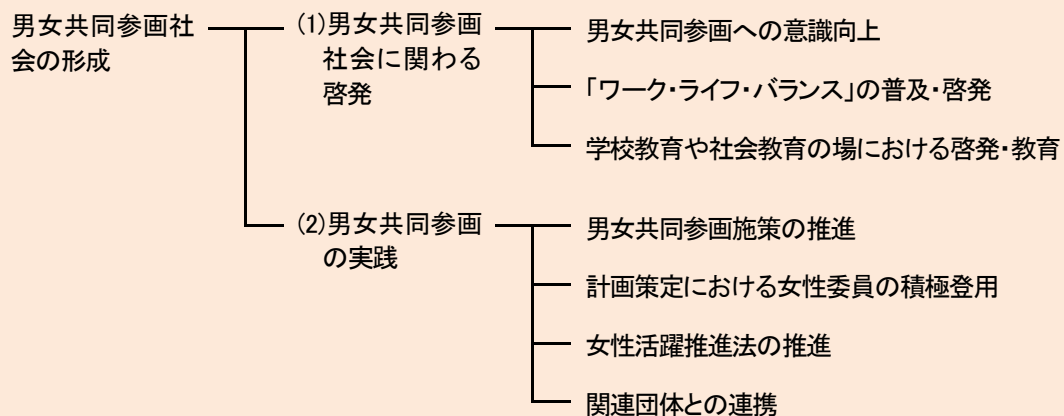 男女共同参画社
会の形成
(1)男女共同参画
社会に関わる
啓発
男女共同参画への意識向上
「ワーク・ライフ・バランス」の普及・啓発
学校教育や社会教育の場における啓発・教育
(2)男女共同参画
の実践
男女共同参画施策の推進
計画策定における女性委員の積極登用
女性活躍推進法の推進
関連団体との連携